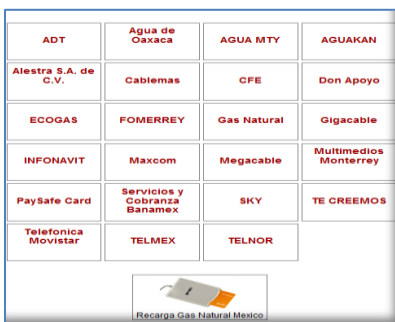 ADT
Agua de
Oaxaca
AGUA MTY
AGUAKAN
Alestra S.A. de
C.V.
Cablemas
CFE
Don Apoyo
ECOGAS
FOMERREY
Gas Natural
Gigacable
INFONAVIT
Maxcom
Megacable
Multimedios
Monterrey
PaySafe Card
Servicios y
Cobranza
Banamex
SKY
TE CREEMOS
Telefonica
Movistar
TELMEX
TELNOR
Recarga Gas Natural Mexico